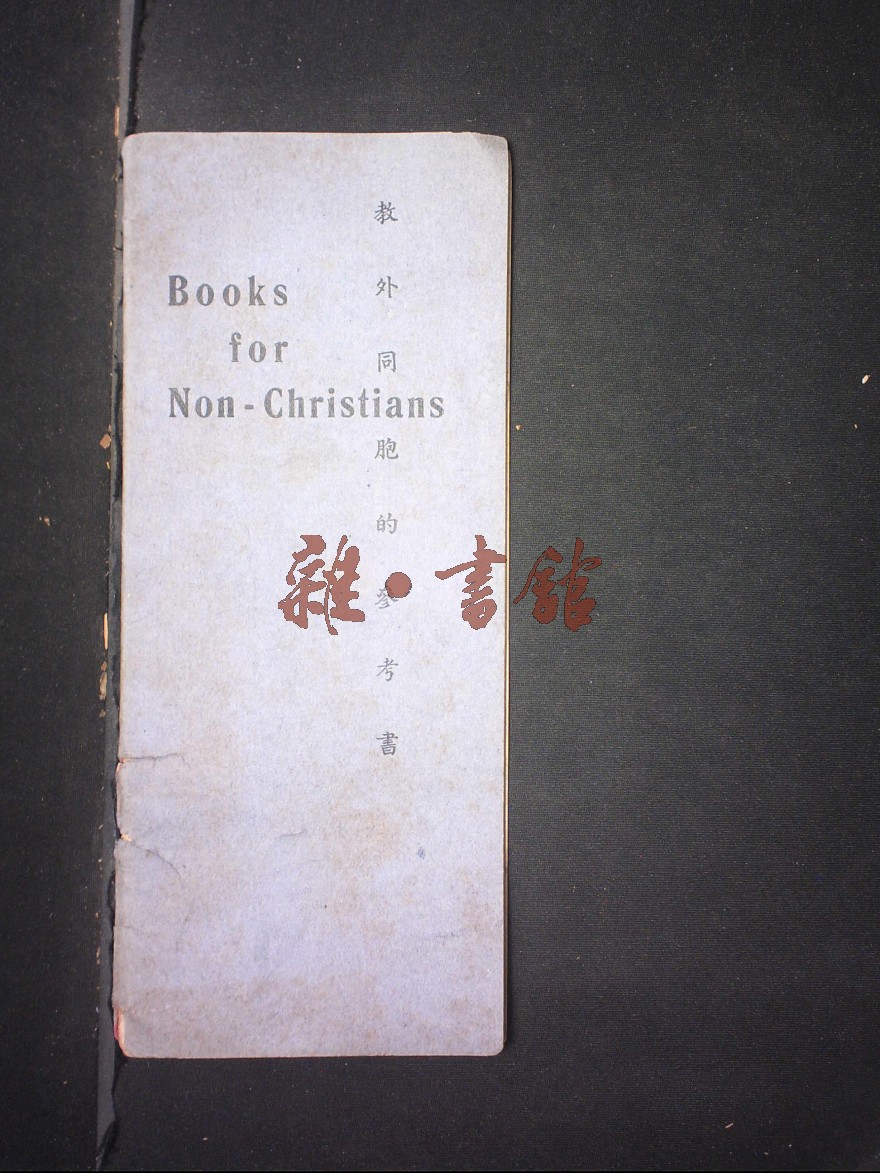 Books
for
Non-Christians
教外同胞的參考書
雜·書館